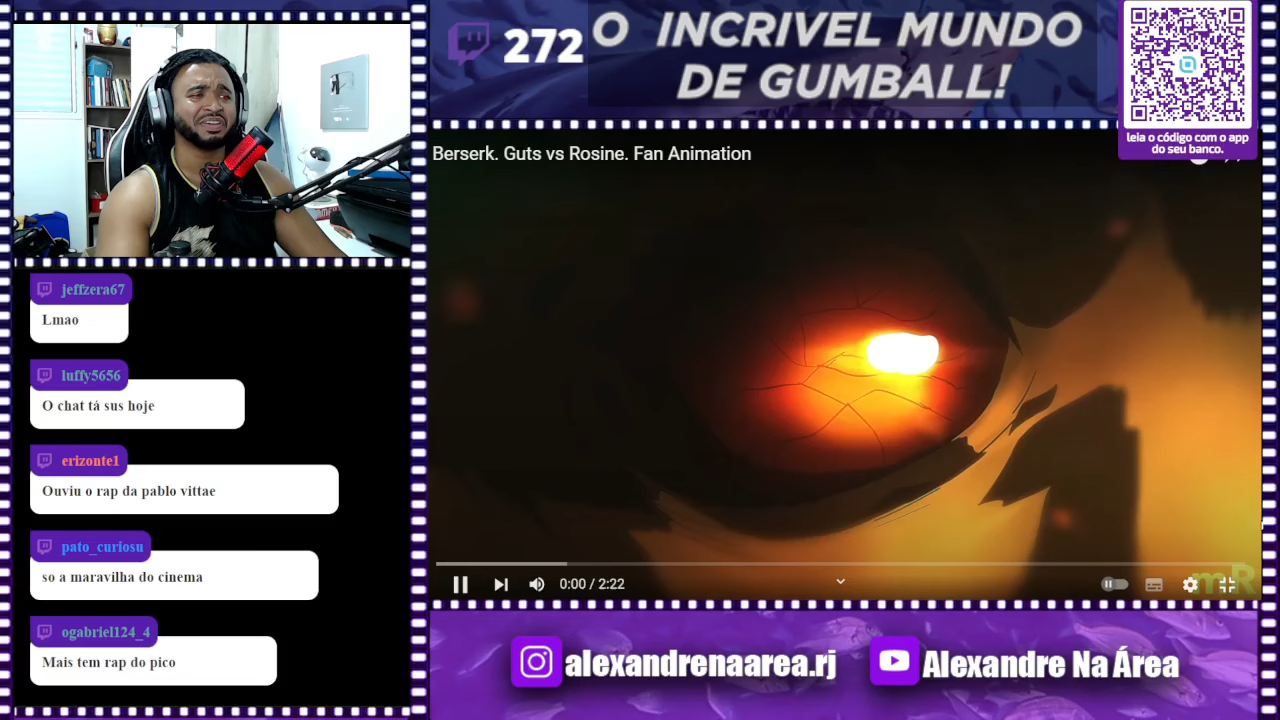 272
O INCRIVEL MUNDO
DE GUMBALL!
leia o código com o app
do seu banco.
Berserk. Guts vs Rosine. Fan Animation
jeffzera67
Lmao
luffy5656
O chat tá sus hoje
erizonte1
Ouviu o rap da pablo vittae
pato_curiosu
so a maravilha do cinema
ogabriel124_4
Mais tem rap do pico
0:00 / 2:22
mR
alexandrenaarea.rj
Alexandre Na Área